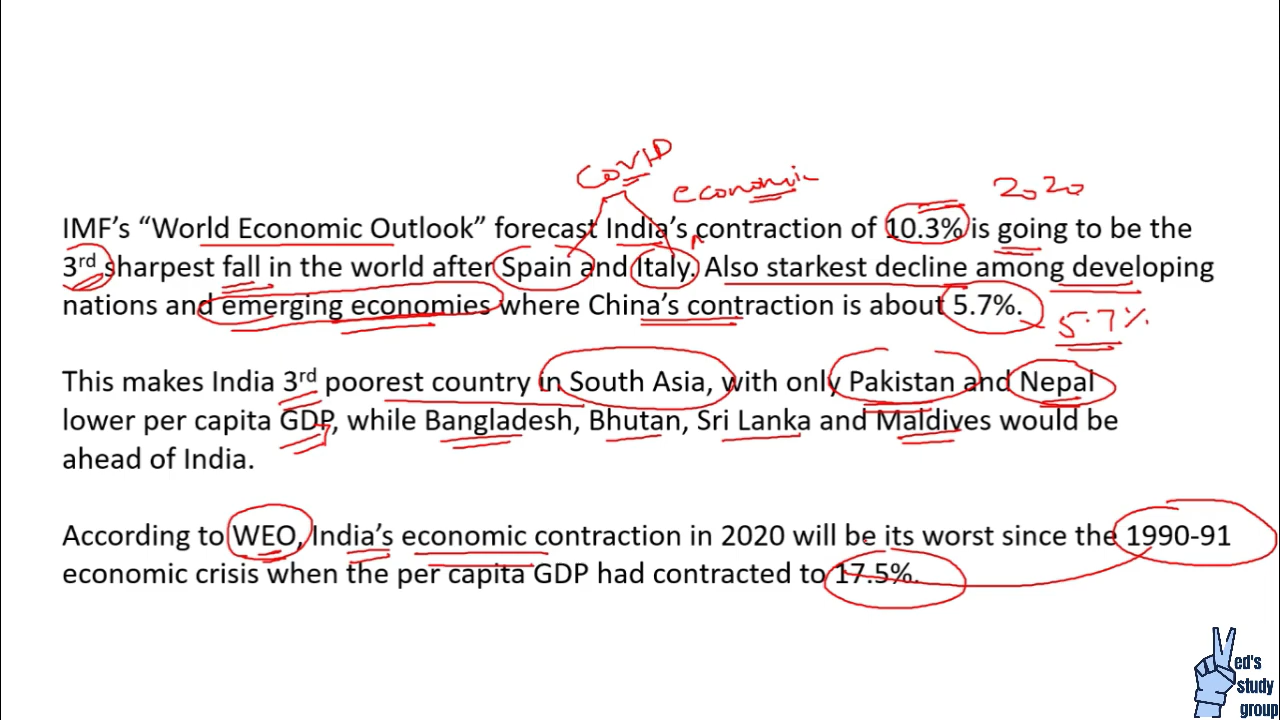 COVID
economic
2020
IMF's “World Economic Outlook” forecast India's contraction of 10.3% is going to be the
3rd sharpest fall in the world after Spain and Italy. Also starkest decline among developing
nations and emerging economies where China's contraction is about 5.7%.
5.7%
This makes India 3rd poorest country in South Asia, with only Pakistan and Nepal
lower per capita GDP, while Bangladesh, Bhutan, Sri Lanka and Maldives would be
ahead of India.
According to WEO, India's economic contraction in 2020 will be its worst since the 1990-91
economic crisis when the per capita GDP had contracted to 17.5%.
ed's
study
group